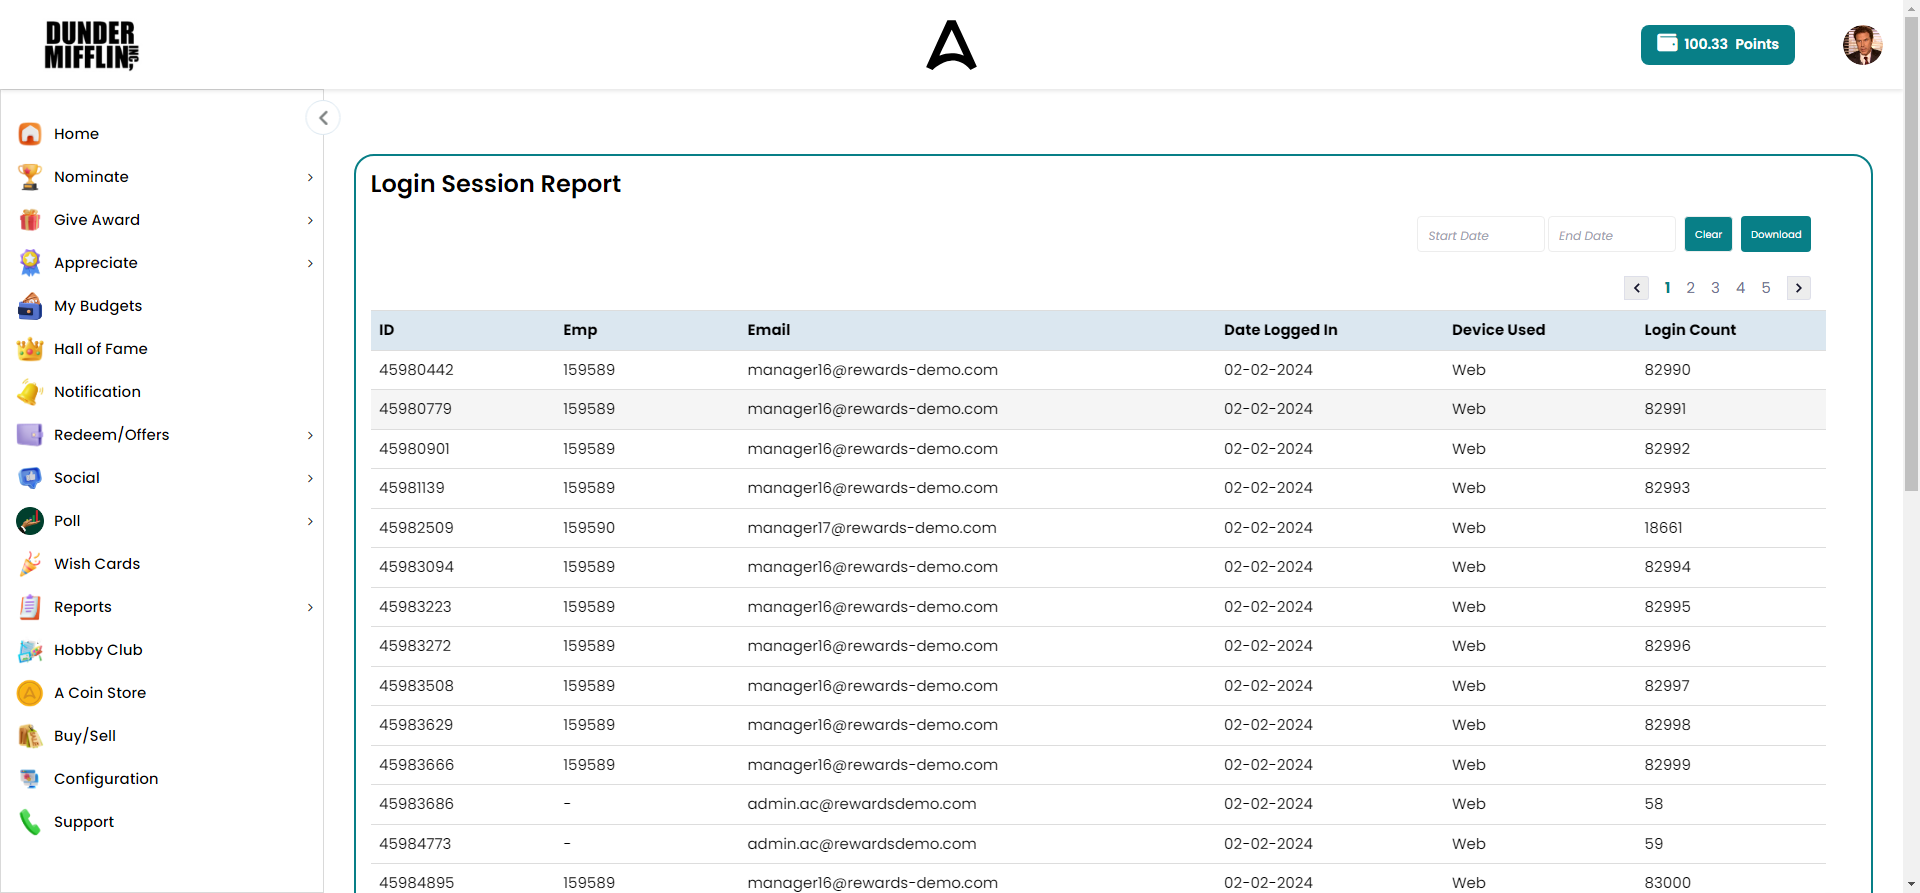 DUNDER
MIFFLIN INC,
100.33 Points
Home
Nominate
Give Award
Appreciate
My Budgets
Hall of Fame
Notification
Redeem/Offers
Social
Poll
Wish Cards
Reports
Hobby Club
A Coin Store
Buy/Sell
Configuration
Support
Login Session Report
Start Date End Date Clear Download
1 2 3 4 5
ID Emp Email Date Logged In Device Used Login Count
45980442 159589 manager16@rewards-demo.com 02-02-2024 Web 82990
45980779 159589 manager16@rewards-demo.com 02-02-2024 Web 82991
45980901 159589 manager16@rewards-demo.com 02-02-2024 Web 82992
45981139 159589 manager16@rewards-demo.com 02-02-2024 Web 82993
45982509 159590 manager17@rewards-demo.com 02-02-2024 Web 18661
45983094 159589 manager16@rewards-demo.com 02-02-2024 Web 82994
45983223 159589 manager16@rewards-demo.com 02-02-2024 Web 82995
45983272 159589 manager16@rewards-demo.com 02-02-2024 Web 82996
45983508 159589 manager16@rewards-demo.com 02-02-2024 Web 82997
45983629 159589 manager16@rewards-demo.com 02-02-2024 Web 82998
45983666 159589 manager16@rewards-demo.com 02-02-2024 Web 82999
45983686 - admin.ac@rewardsdemo.com 02-02-2024 Web 58
45984773 - admin.ac@rewardsdemo.com 02-02-2024 Web 59
45984895 159589 manager16@rewards-demo.com 02-02-2024 Web 83000